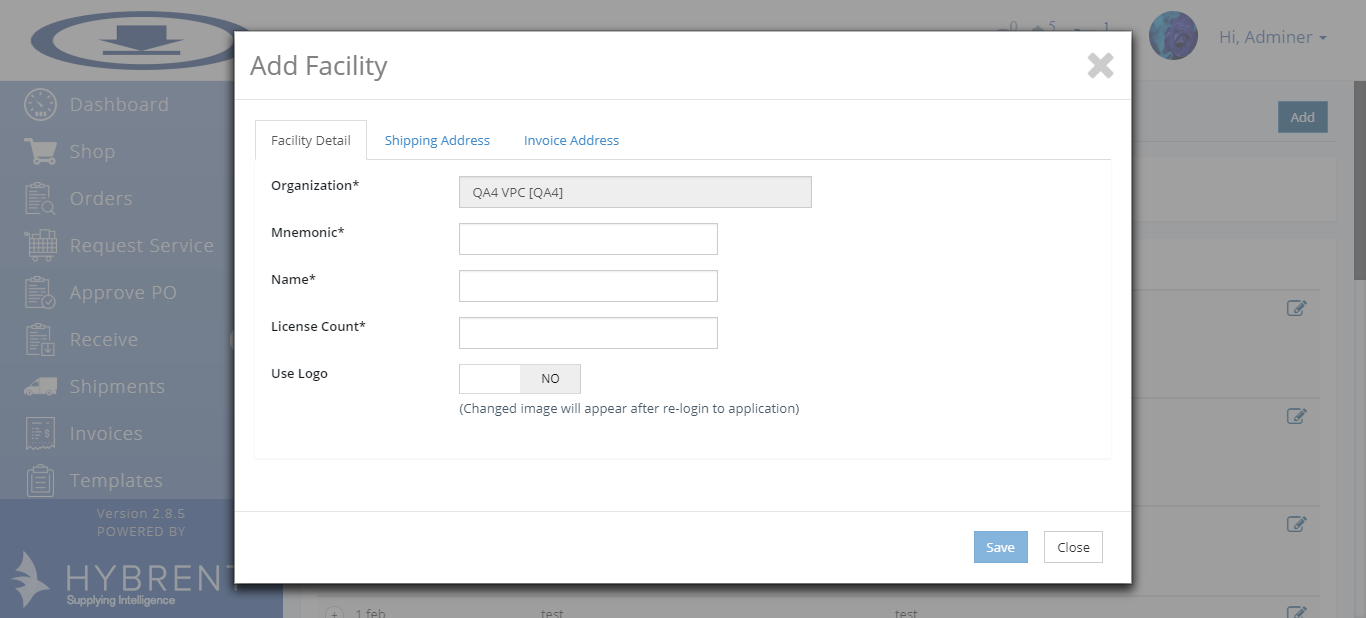 0 5 1
Hi, Adminer
Add Facility
Dashboard
Add
Facility Detail Shipping Address Invoice Address
Shop
Organization* QA4 VPC [QA4]
Orders
Mnemonic*
Request Service
Name*
Approve PO
License Count*
Receive
Use Logo NO
Shipments
(Changed image will appear after re-login to application)
Invoices
Templates
Version 2.8.5
POWERED BY
Save Close
HYBRENT
Supplying Intelligence
1 feb test test